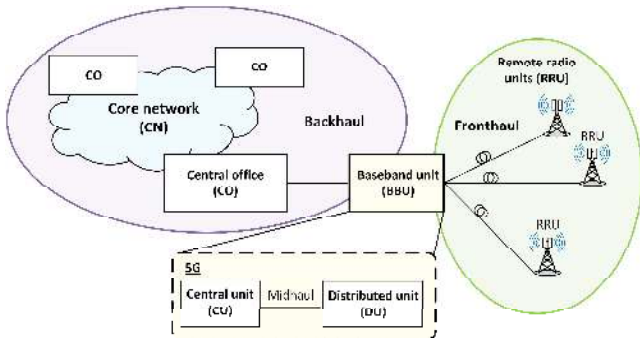 CO
CO
Core network
(CN)
Backhaul
Central office
(CO)
Baseband unit
(BBU)
Remote radio
units (RRU)
Fronthaul
RRU
RRU
5G
Central unit
(CU)
Midhaul
Distributed unit
(DU)